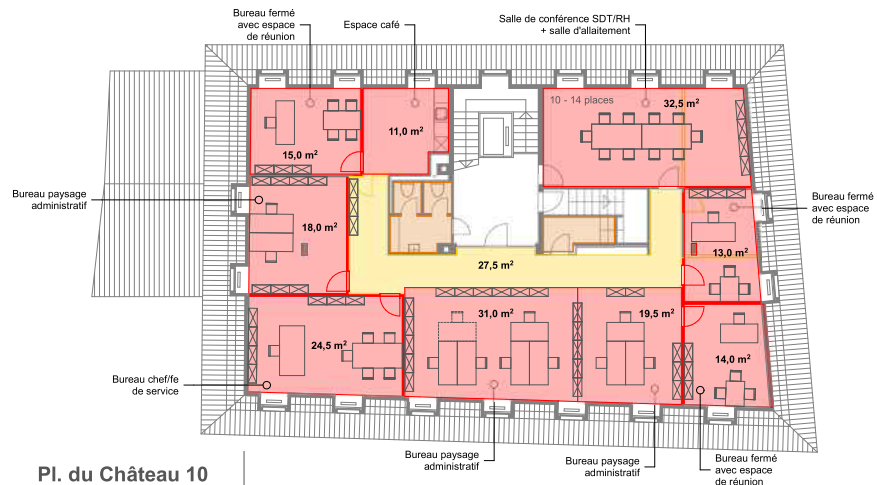 Bureau fermé
avec espace
de réunion
Espace café
Salle de conférence SDT/RH
+ salle d'allaitement
10 - 14 places
32,5 m²
11,0 m²
15,0 m²
Bureau paysage
administratif
18,0 m²
Bureau fermé
avec espace
de réunion
13,0 m²
27,5 m²
31,0 m²
19,5 m²
24,5 m²
14,0 m²
Bureau chef/fe
de service
Bureau paysage
administratif
Bureau paysage
administratif
Bureau fermé
avec espace
de réunion
Pl. du Château 10